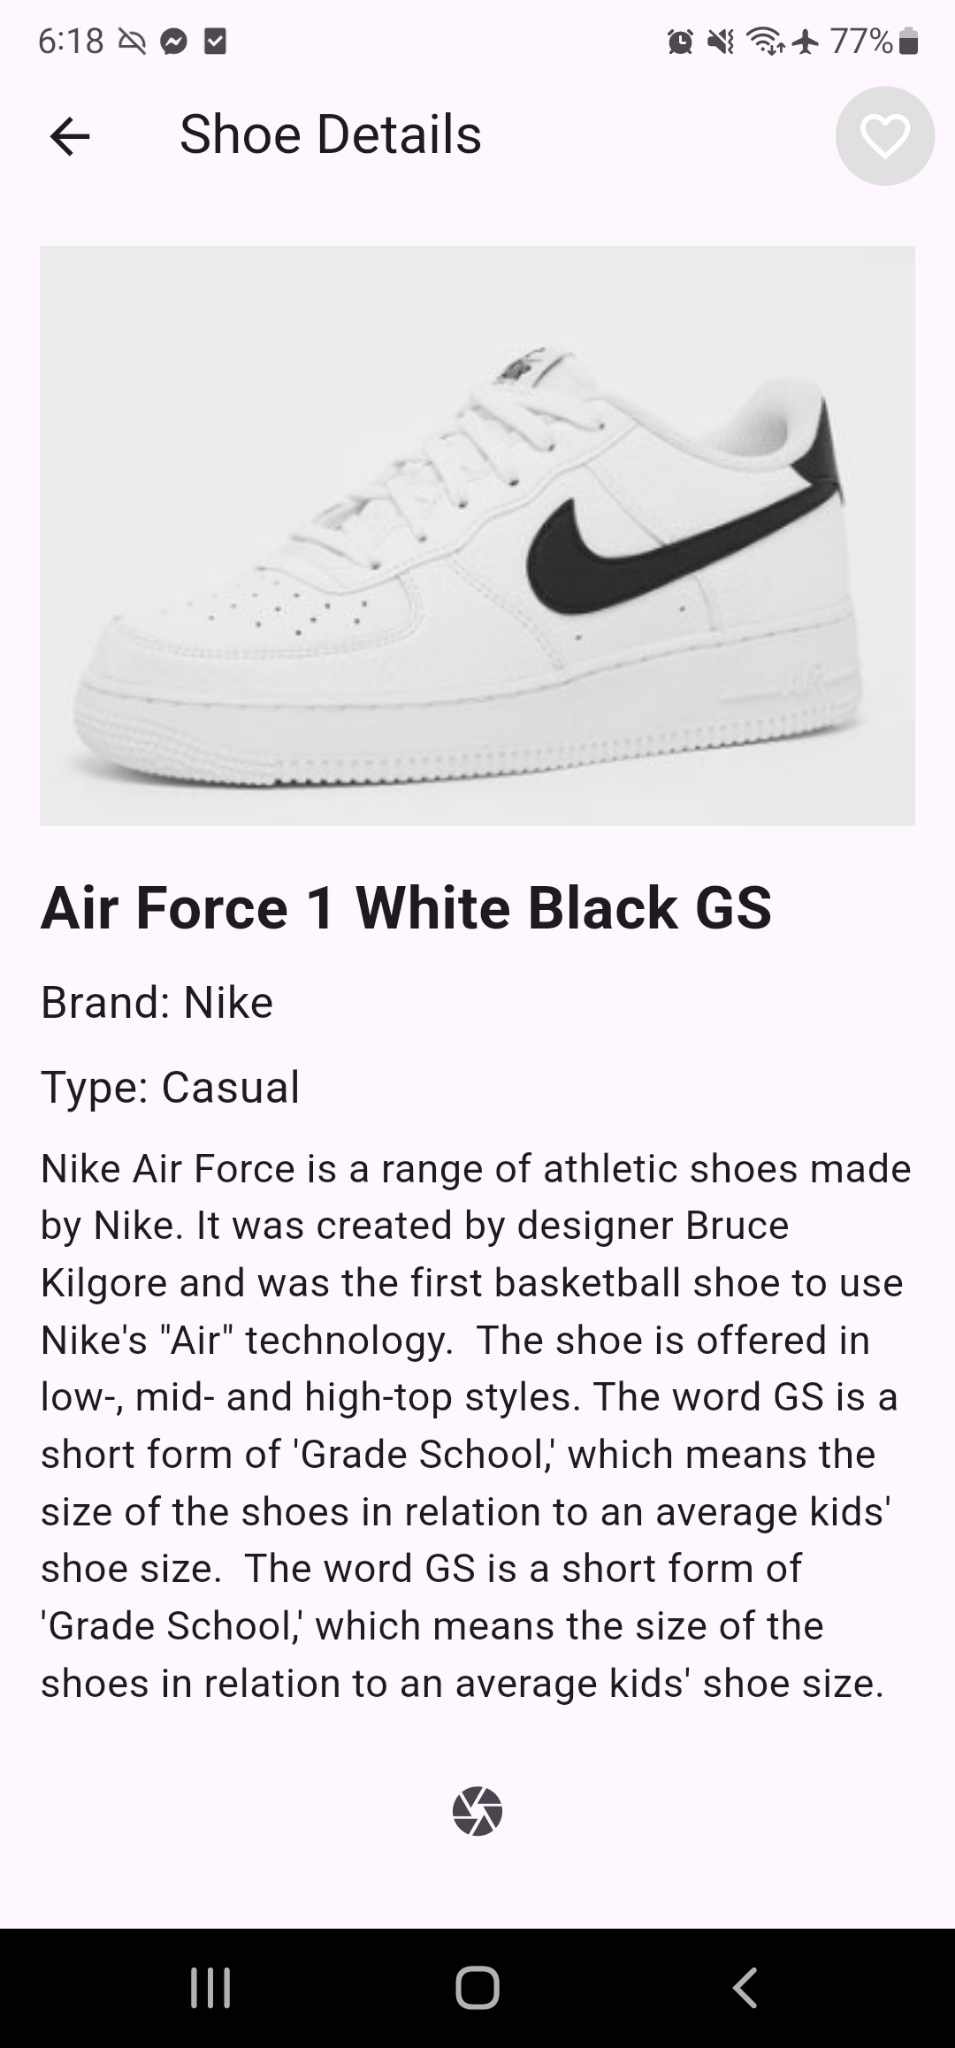 6:18
77%
Shoe Details
AIR
Air Force 1 White Black GS
Brand: Nike
Type: Casual
Nike Air Force is a range of athletic shoes made
by Nike. It was created by designer Bruce
Kilgore and was the first basketball shoe to use
Nike's "Air" technology.  The shoe is offered in
low-, mid- and high-top styles. The word GS is a
short form of 'Grade School,' which means the
size of the shoes in relation to an average kids'
shoe size.  The word GS is a short form of
'Grade School,' which means the size of the
shoes in relation to an average kids' shoe size.